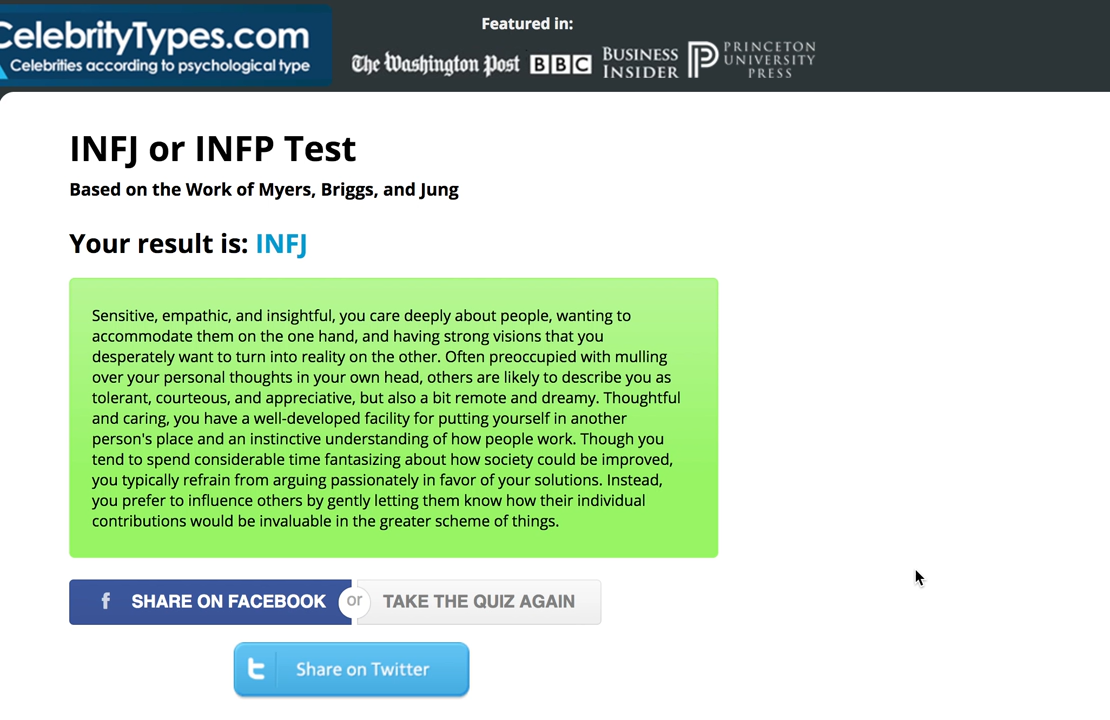 CelebrityTypes.com
Celebrities according to psychological type
Featured in:
The Washington Post
BBC
BUSINESS
INSIDER
PRINCETON
UNIVERSITY
PRESS
INFJ or INFP Test
Based on the Work of Myers, Briggs, and Jung
Your result is: INFJ
Sensitive, empathic, and insightful, you care deeply about people, wanting to
accommodate them on the one hand, and having strong visions that you
desperately want to turn into reality on the other. Often preoccupied with mulling
over your personal thoughts in your own head, others are likely to describe you as
tolerant, courteous, and appreciative, but also a bit remote and dreamy. Thoughtful
and caring, you have a well-developed facility for putting yourself in another
person's place and an instinctive understanding of how people work. Though you
tend to spend considerable time fantasizing about how society could be improved,
you typically refrain from arguing passionately in favor of your solutions. Instead,
you prefer to influence others by gently letting them know how their individual
contributions would be invaluable in the greater scheme of things.
f SHARE ON FACEBOOK or TAKE THE QUIZ AGAIN
t Share on Twitter